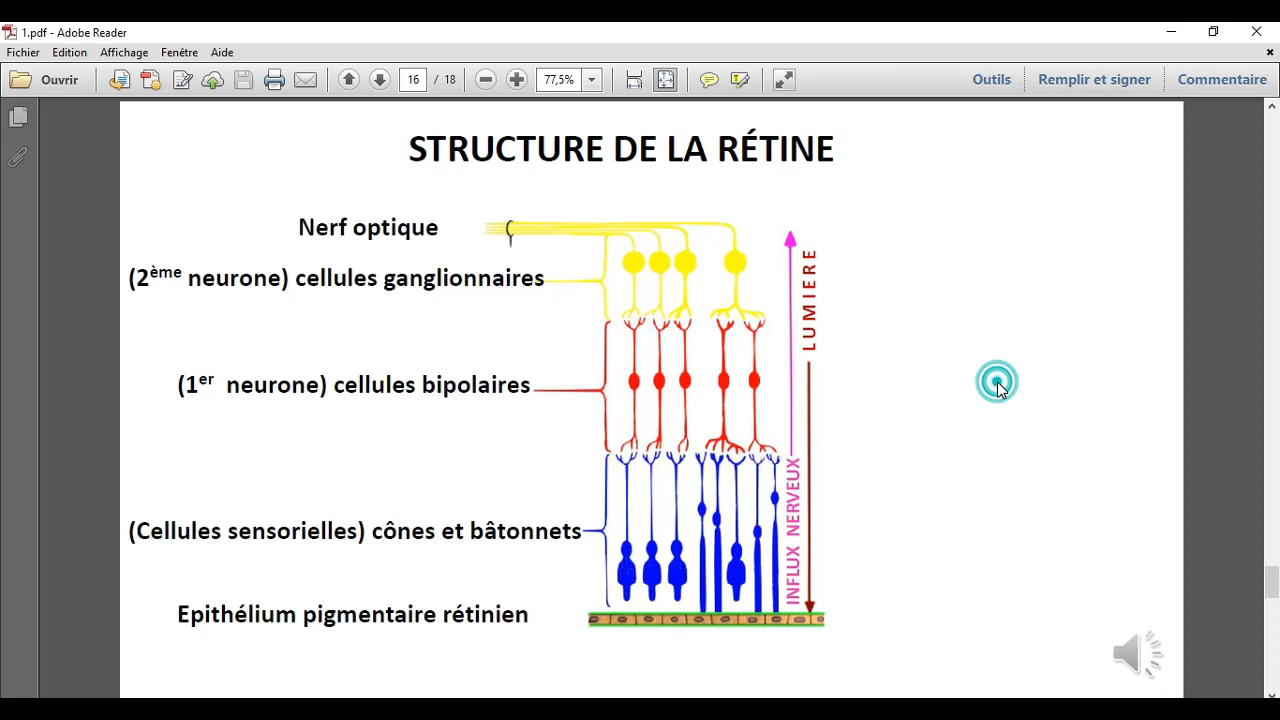 1.pdf - Adobe Reader
Fichier Edition Affichage Fenêtre Aide
Ouvrir 16 / 18 77,5% Outils Remplir et signer Commentaire
STRUCTURE DE LA RÉTINE
Nerf optique
(2ème neurone) cellules ganglionnaires
(1er neurone) cellules bipolaires
(Cellules sensorielles) cônes et bâtonnets
Epithélium pigmentaire rétinien
LUMIERE
INFLUX NERVEUX